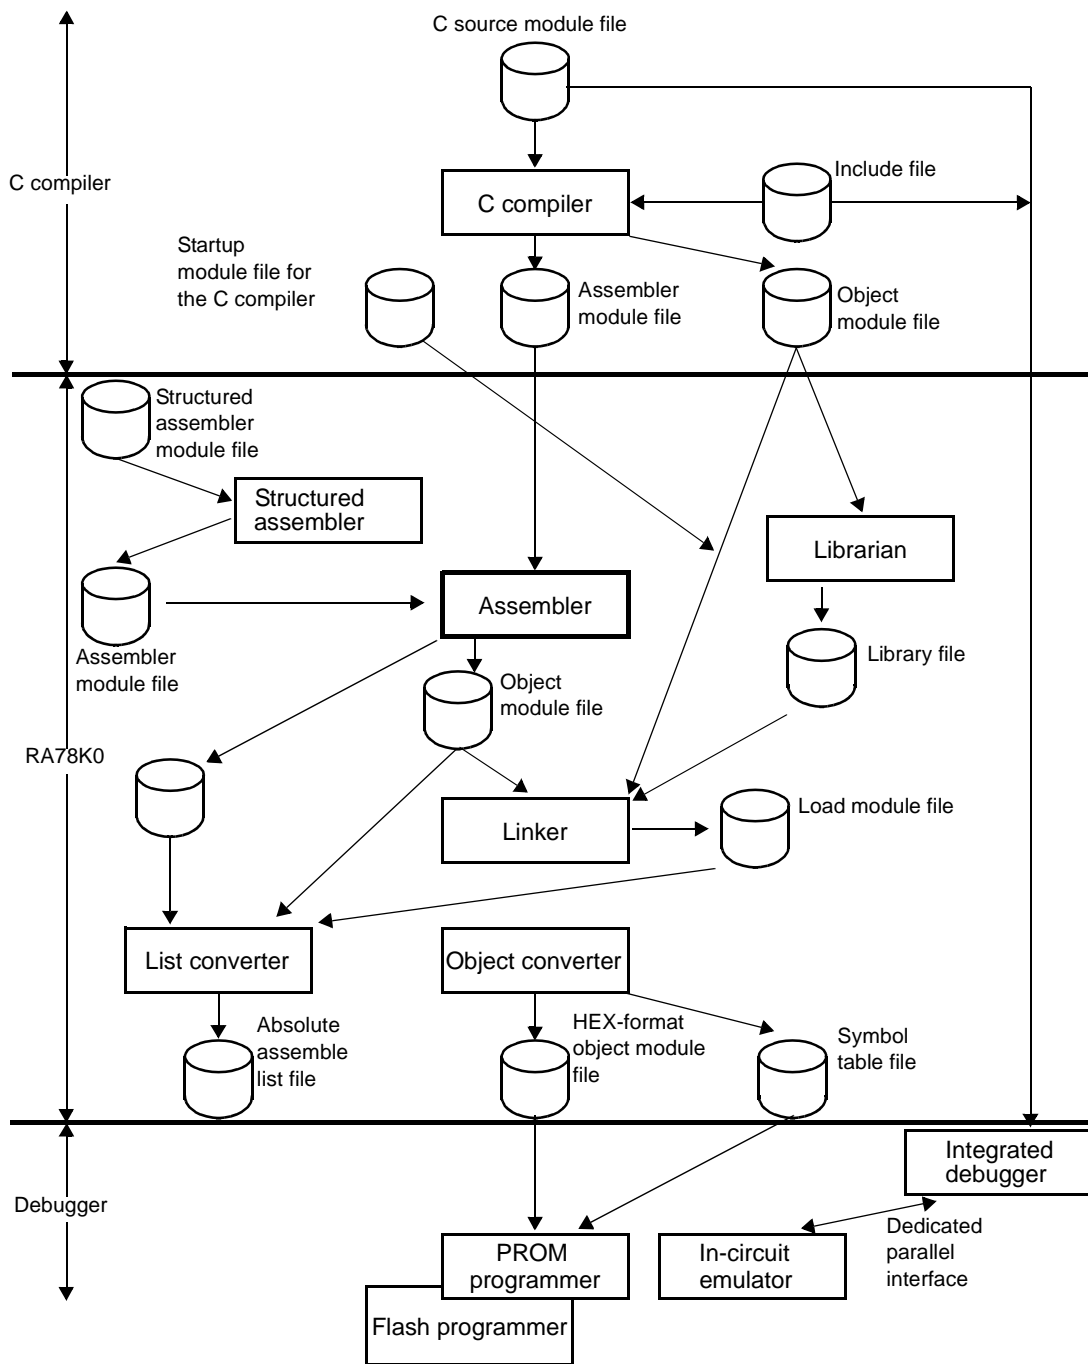 C source module file
C compiler
C compiler
Include file
Startup
module file for
the C compiler
Assembler
module file
Object
module file
Structured
assembler
module file
Structured
assembler
Librarian
Assembler
Assembler
module file
Object
module file
Library file
RA78K0
Linker
Load module file
List converter
Object converter
Absolute
assemble
list file
HEX-format
object module
file
Symbol
table file
Integrated
debugger
Debugger
Dedicated
parallel
interface
PROM
programmer
In-circuit
emulator
Flash programmer